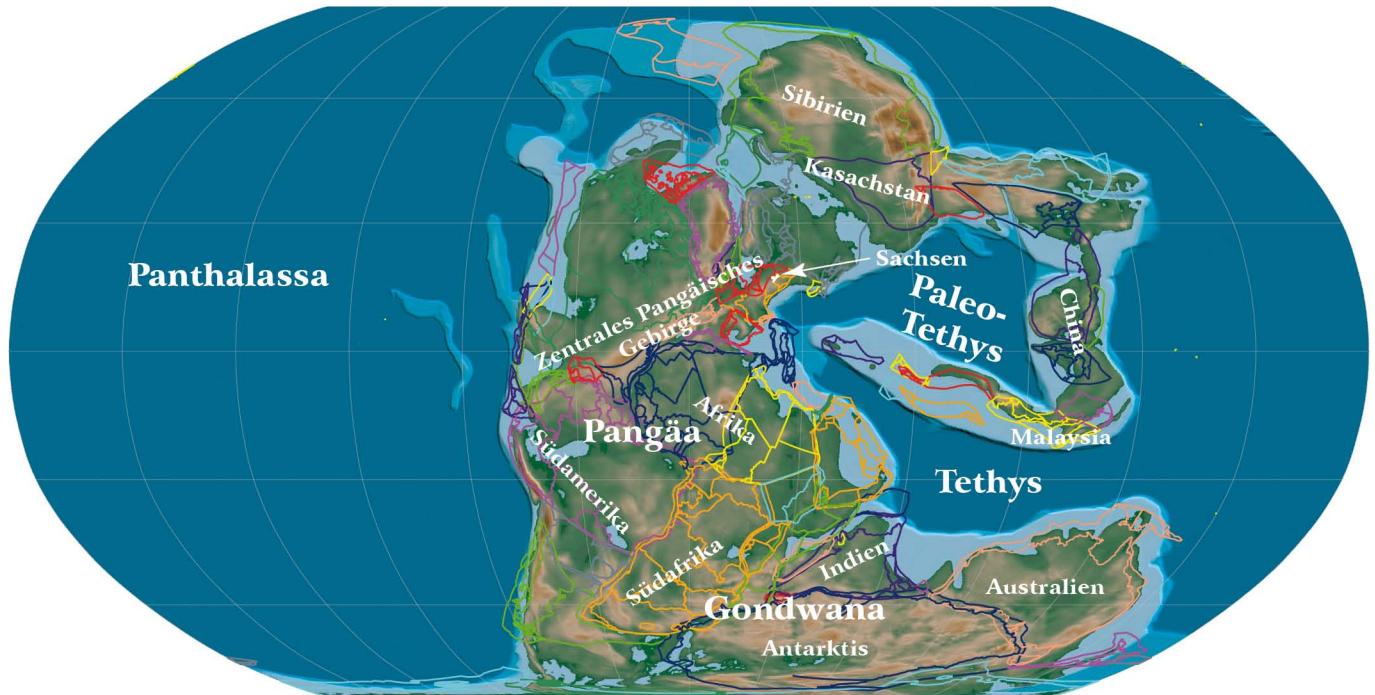 Sibirien
Kasachstan
Sachsen
Panthalassa
Paleo-
Tethys
China
Zentrales Pangäisches
Gebirge
Afrika
Pangäa
Malaysia
Südamerika
Tethys
Südafrika
Indien
Australien
Gondwana
Antarktis